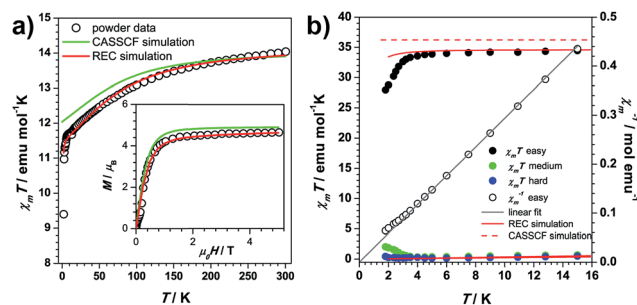 a)
powder data
CASSCF simulation
REC simulation
χₘT / emu mol⁻¹K
15
14
13
12
11
10
9
8
7
0 50 100 150 200 250 300
T / K
M / μ_B
6
4
2
0
0 2 4
μ₀H / T
b)
χₘT / emu mol⁻¹K
40
35
30
25
20
15
10
5
0
0 2 4 6 8 10 12 14 16
T / K
0.5
0.4
0.3
0.2
0.1
0.0
χₘ⁻¹ / mol emu⁻¹
χₘT easy
χₘT medium
χₘT hard
χₘ⁻¹ easy
linear fit
REC simulation
CASSCF simulation